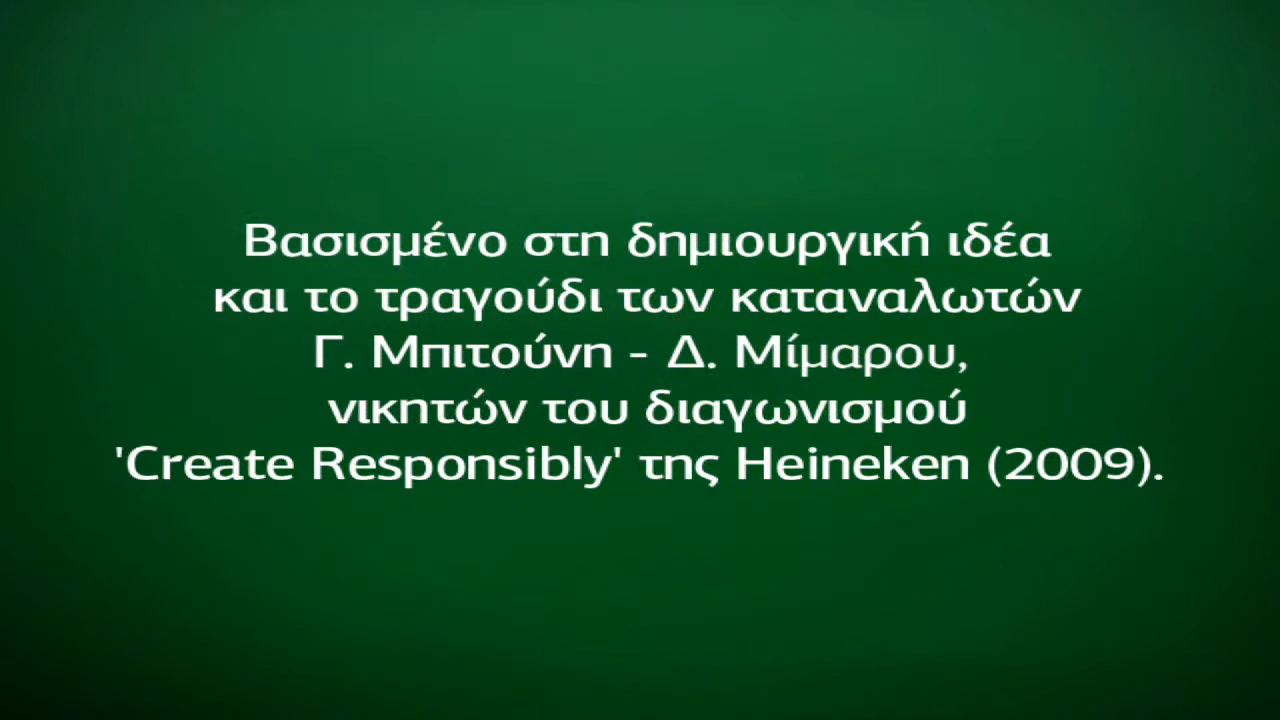 Βασισμένο στη δημιουργική ιδέα
και το τραγούδι των καταναλωτών
Γ. Μπιτούνη - Δ. Μίμαρου,
νικητών του διαγωνισμού
'Create Responsibly' της Heineken (2009).